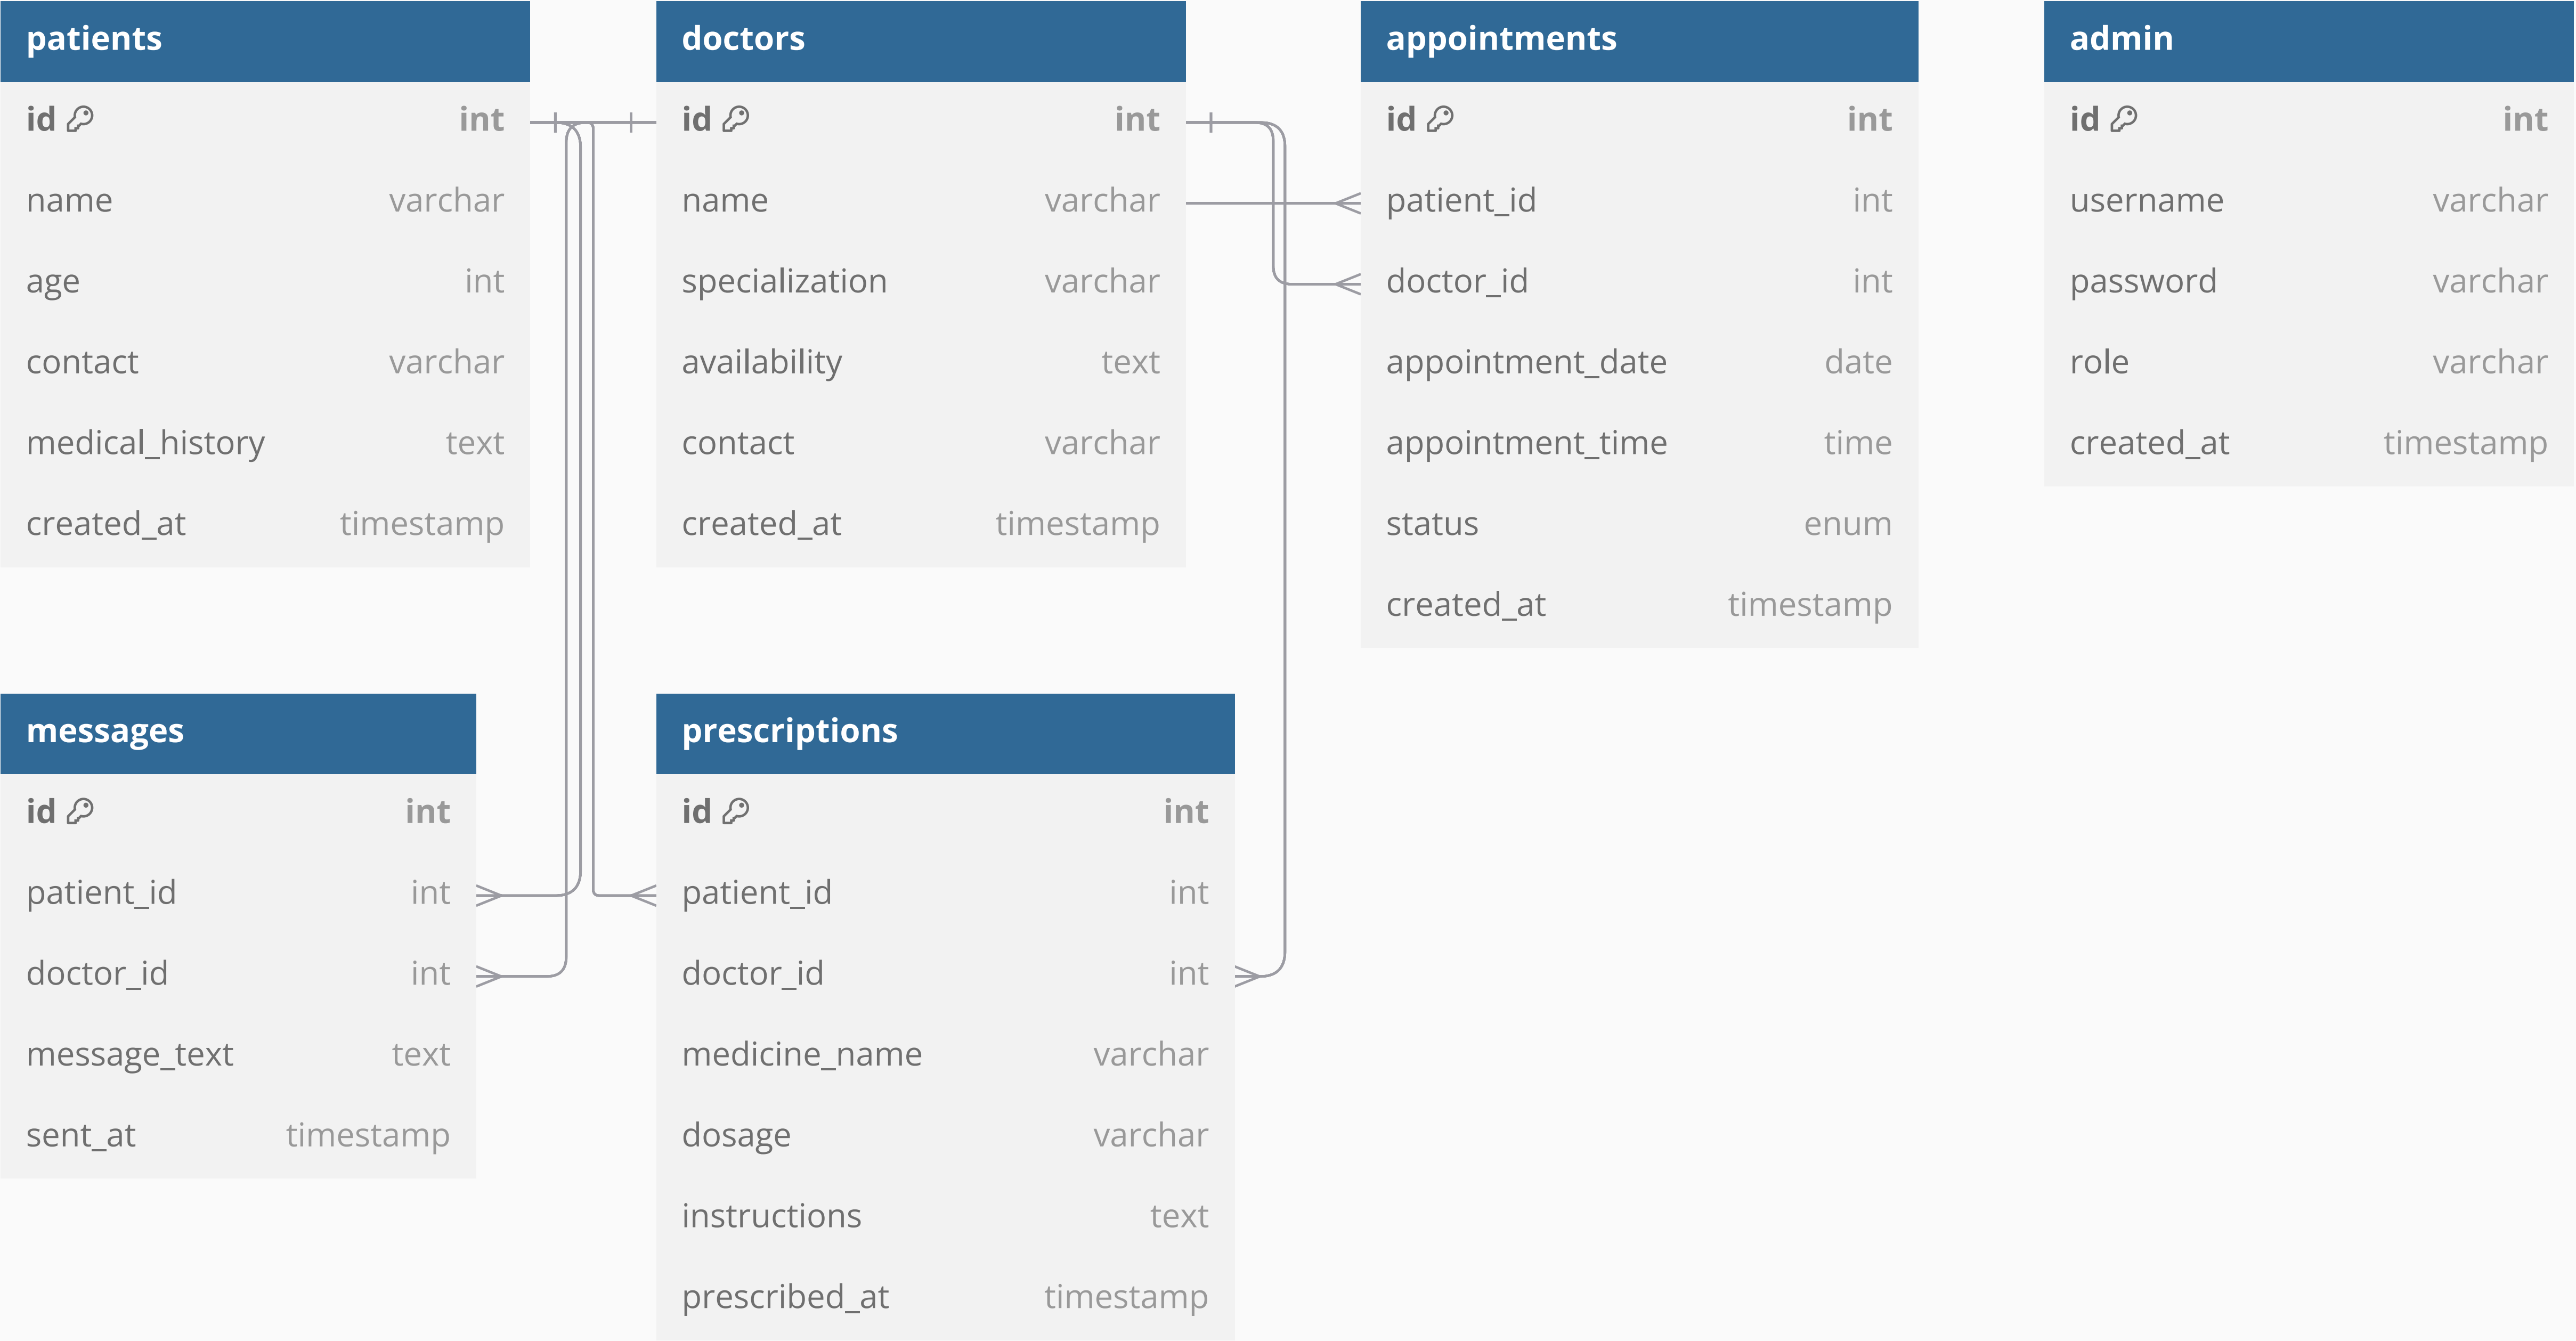 patients
id int
name varchar
age int
contact varchar
medical_history text
created_at timestamp
doctors
id int
name varchar
specialization varchar
availability text
contact varchar
created_at timestamp
appointments
id int
patient_id int
doctor_id int
appointment_date date
appointment_time time
status enum
created_at timestamp
admin
id int
username varchar
password varchar
role varchar
created_at timestamp
messages
id int
patient_id int
doctor_id int
message_text text
sent_at timestamp
prescriptions
id int
patient_id int
doctor_id int
medicine_name varchar
dosage varchar
instructions text
prescribed_at timestamp